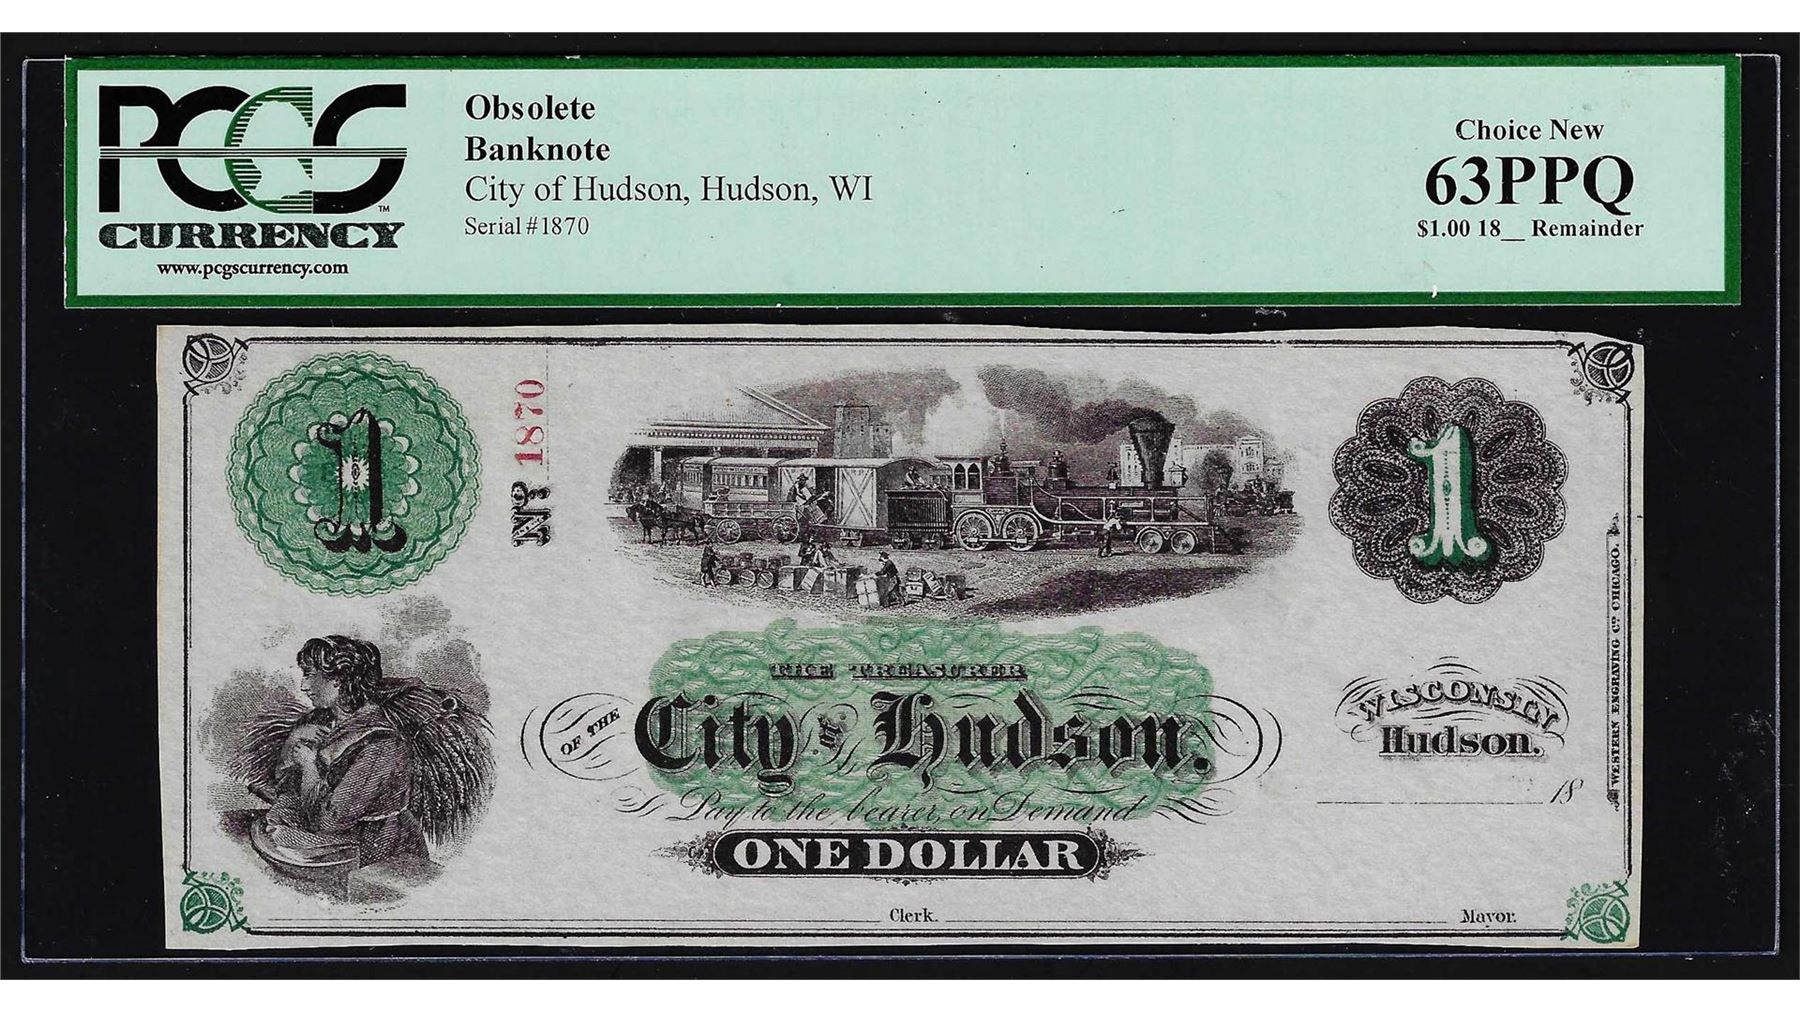 PCGS
™
CURRENCY
www.pcgscurrency.com
Obsolete
Banknote
City of Hudson, Hudson, WI
Serial #1870
Choice New
63PPQ
$1.00 18__ Remainder
1
Nº 1870
1
THE TREASURER
OF THE
City of Hudson.
Pay to the bearer, on Demand
ONE DOLLAR
WISCONSIN
Hudson.
18
WESTERN ENGRAVING Cº CHICAGO.
Clerk.
Mayor.